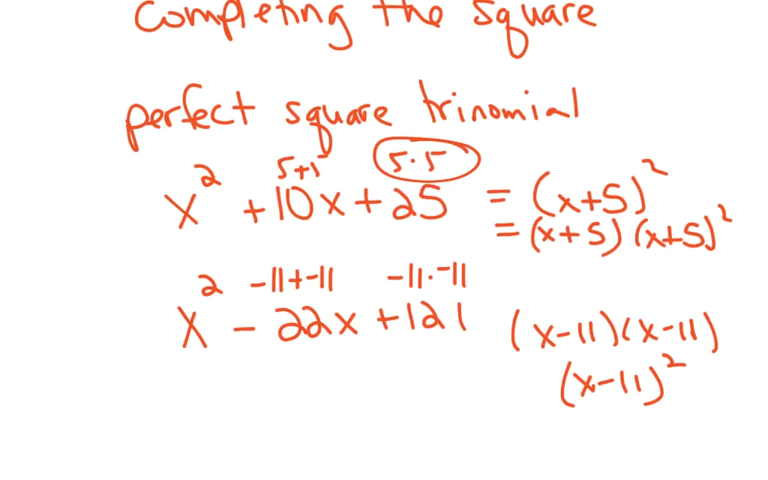 Completing the square
perfect square trinomial
5+5 5·5
x² + 10x + 25 = (x+5)²
= (x+5)(x+5)²
-11+-11 -11·-11
x² - 22x + 121 (x-11)(x-11)
(x-11)²